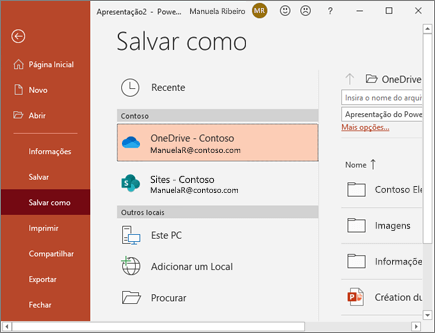 Apresentação2 - Powe... Manuela Ribeiro MR ?
Salvar como
Página Inicial
Novo
Abrir
Informações
Salvar
Salvar como
Imprimir
Compartilhar
Exportar
Fechar
Recente
Contoso
OneDrive - Contoso
ManuelaR@contoso.com
Sites - Contoso
ManuelaR@contoso.com
Outros locais
Este PC
Adicionar um Local
Procurar
OneDrive
Insira o nome do arqui
Apresentação do Power
Mais opções...
Nome
Contoso Ele
Imagens
Informaçõe
Création du